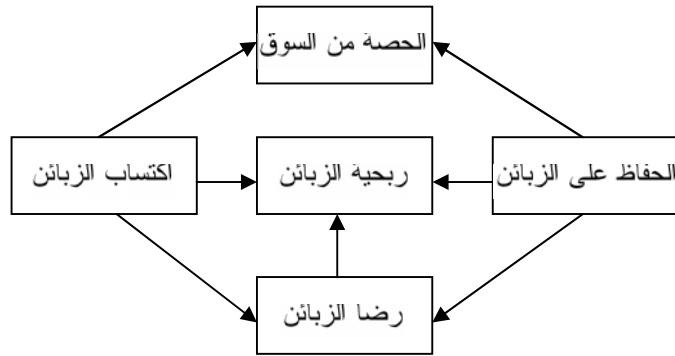 الحصة من السوق
الحفاظ على الزبائن
ربحية الزبائن
اكتساب الزبائن
رضا الزبائن